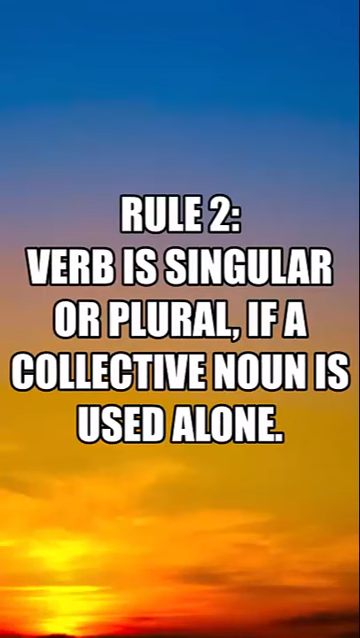 RULE 2:
VERB IS SINGULAR
OR PLURAL, IF A
COLLECTIVE NOUN IS
USED ALONE.